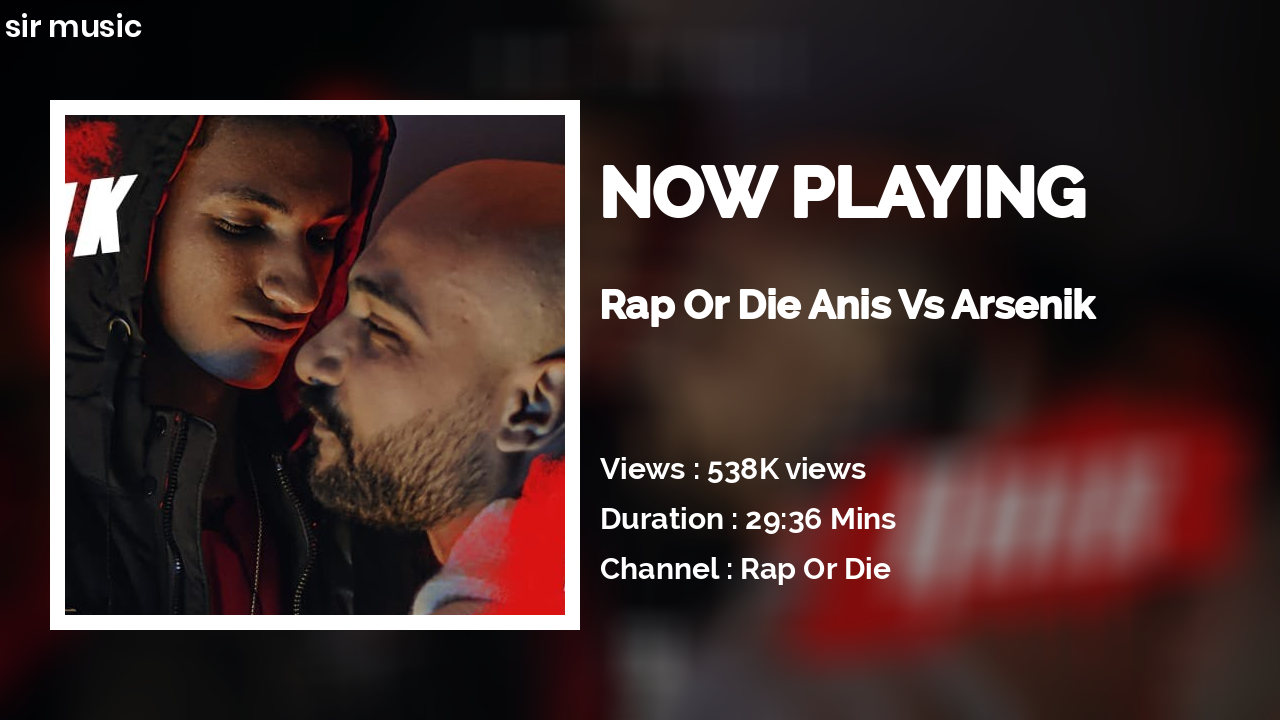 sir music
NOW PLAYING
Rap Or Die Anis Vs Arsenik
Views : 538K views
Duration : 29:36 Mins
Channel : Rap Or Die